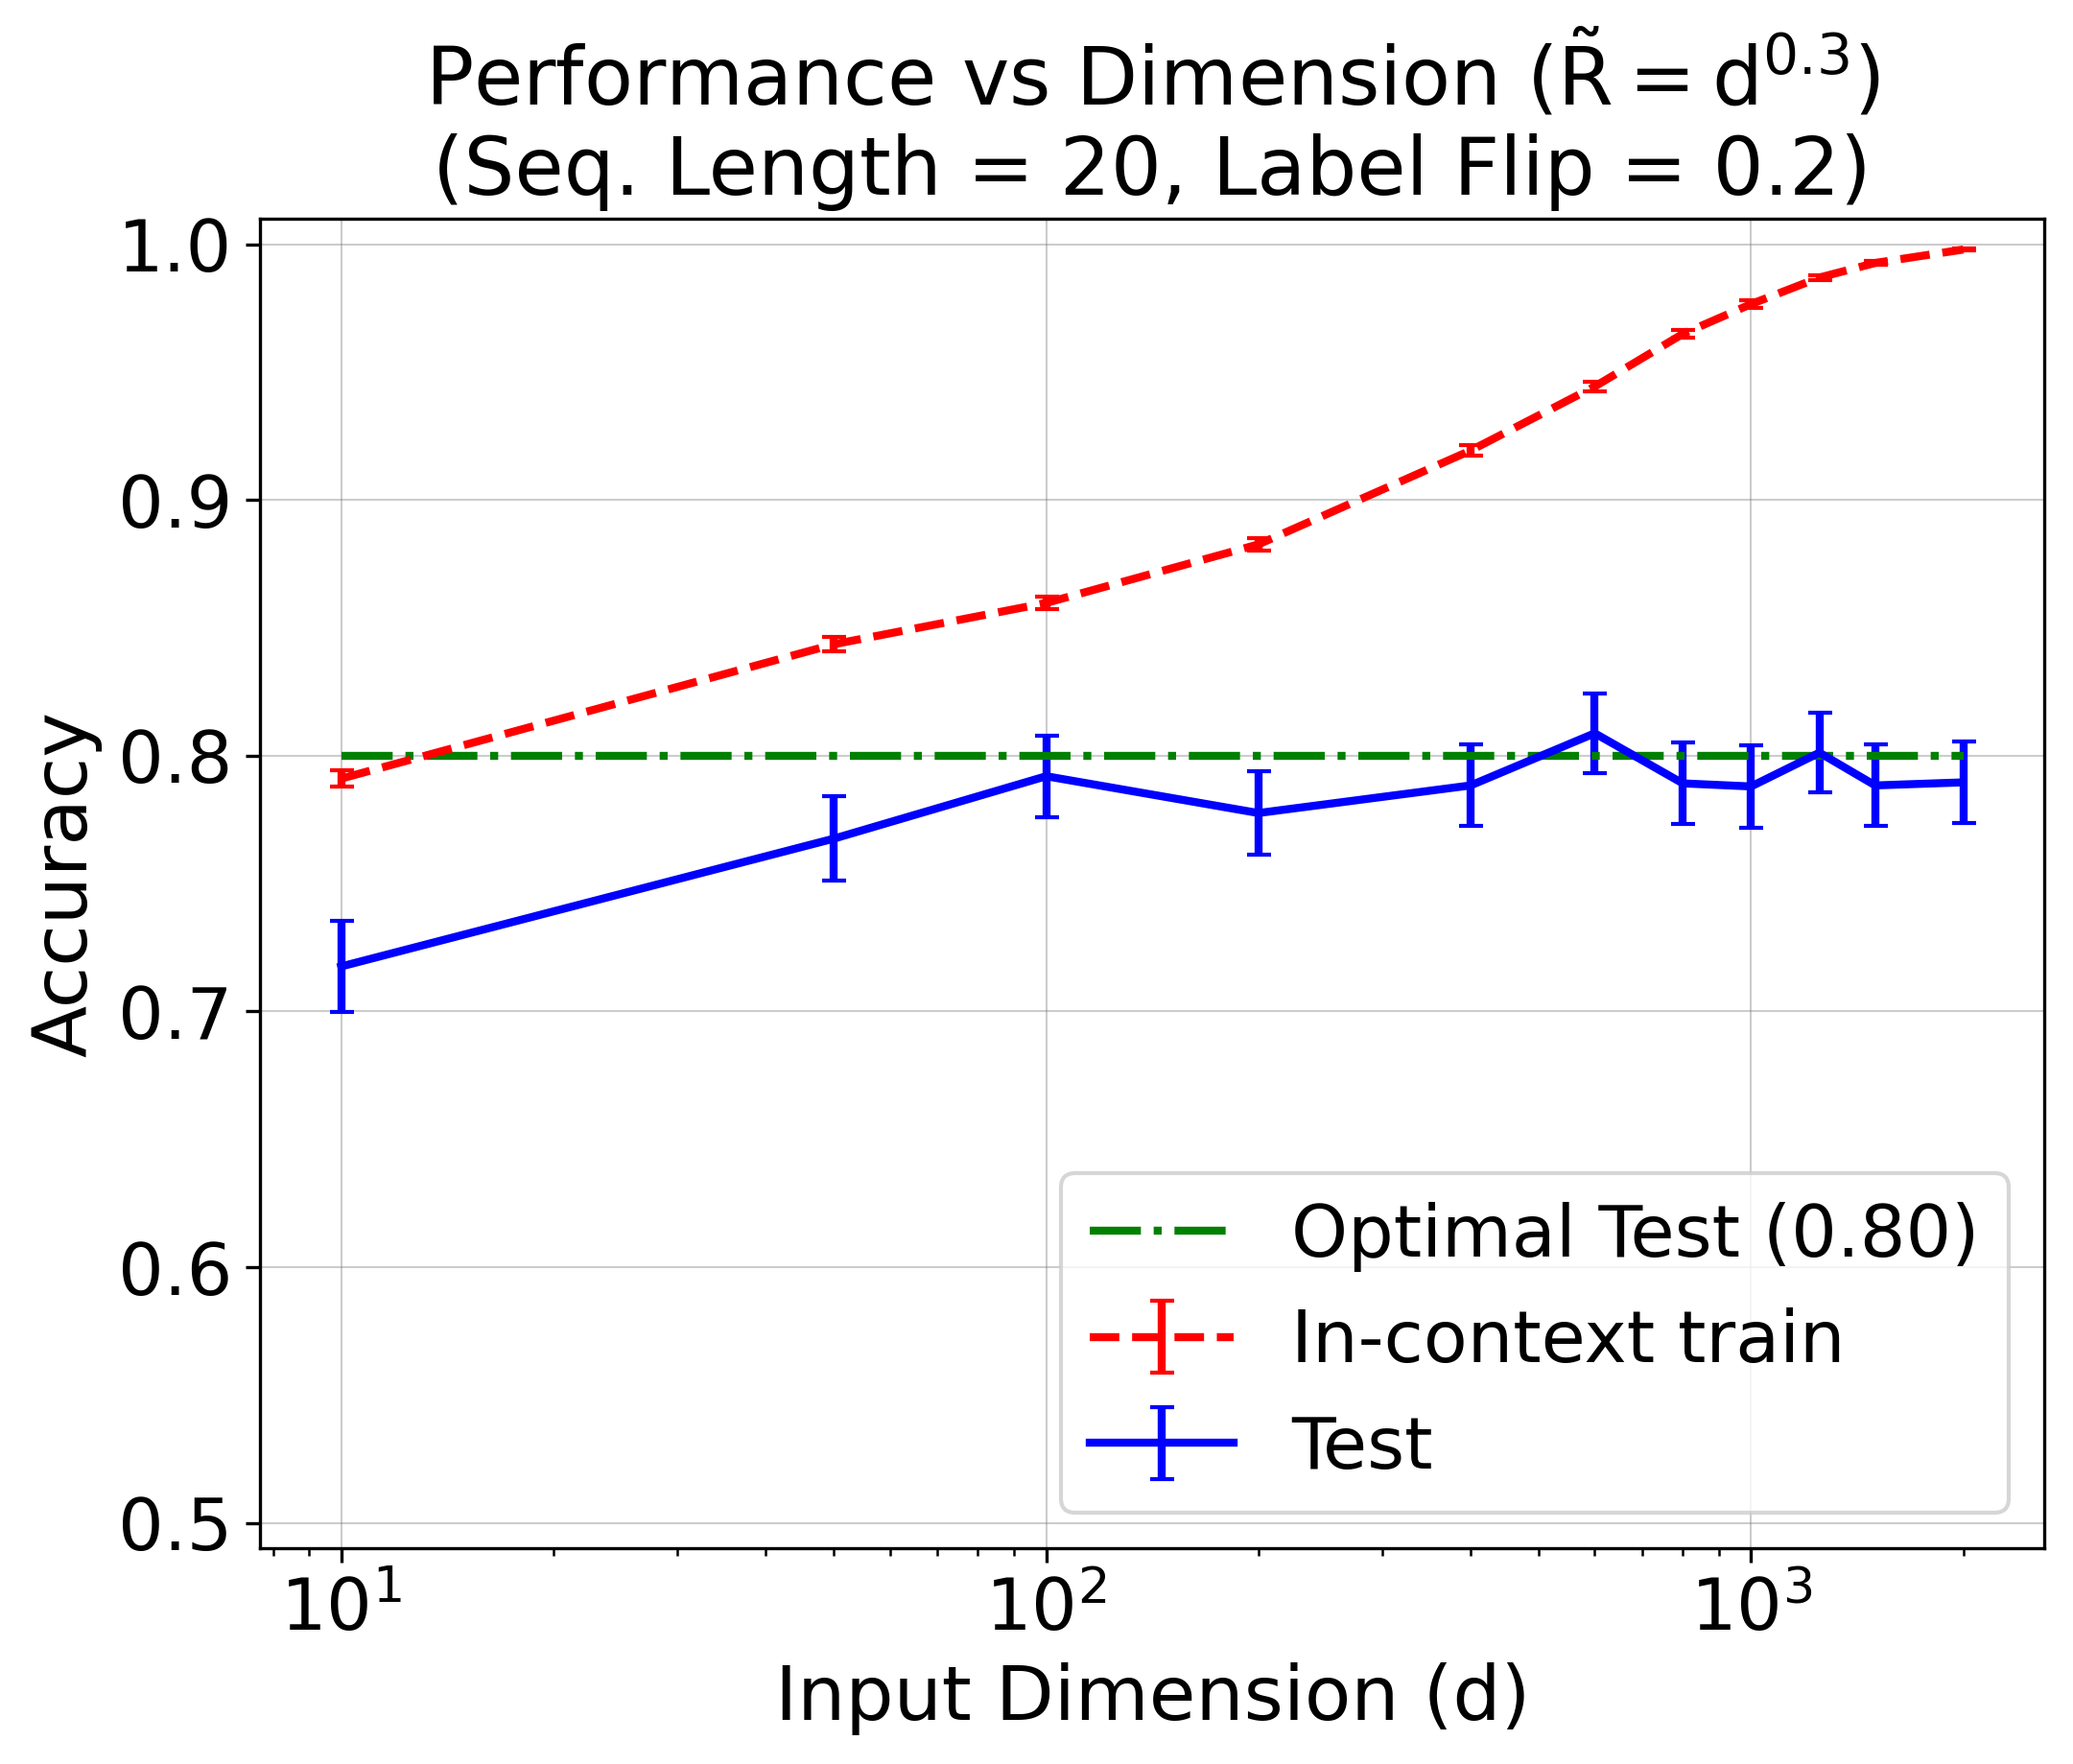 Performance vs Dimension (R̃ = d^0.3)
(Seq. Length = 20, Label Flip = 0.2)
1.0
0.9
0.8
0.7
0.6
0.5
Accuracy
Optimal Test (0.80)
In-context train
Test
10^1
10^2
10^3
Input Dimension (d)